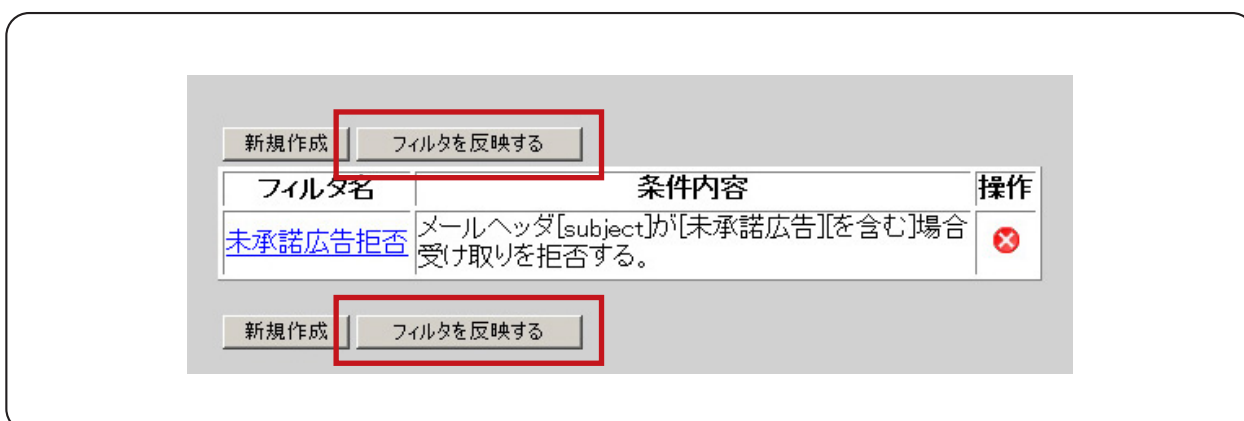 新規作成 フィルタを反映する
フィルタ名 条件内容 操作
未承諾広告拒否 メールヘッダ[subject]が[未承諾広告][を含む]場合
受け取りを拒否する。
新規作成 フィルタを反映する